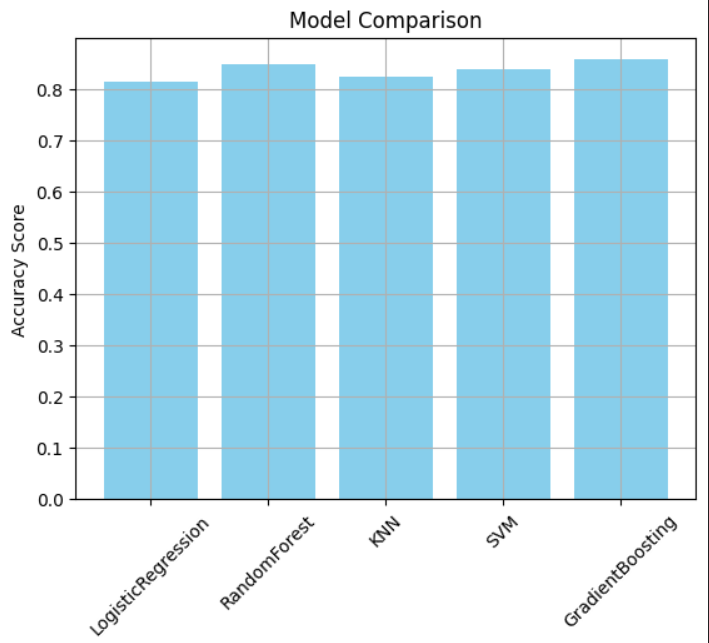 Model Comparison
Accuracy Score
0.8
0.7
0.6
0.5
0.4
0.3
0.2
0.1
0.0
LogisticRegression
RandomForest
KNN
SVM
GradientBoosting